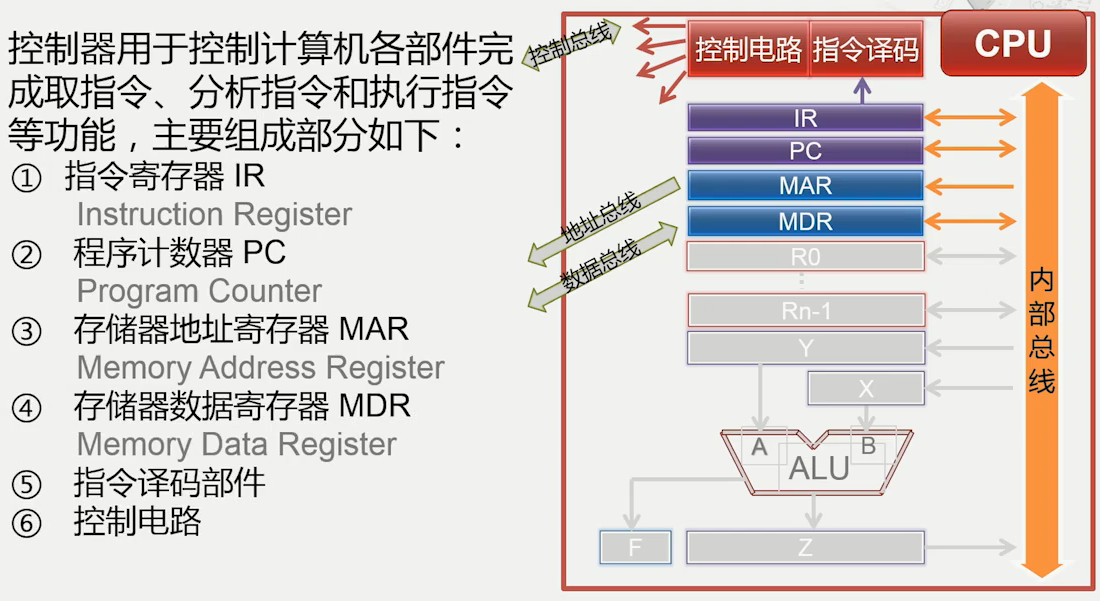 控制器用于控制计算机各部件完
成取指令、分析指令和执行指令
等功能，主要组成部分如下：
① 指令寄存器 IR
Instruction Register
② 程序计数器 PC
Program Counter
③ 存储器地址寄存器 MAR
Memory Address Register
④ 存储器数据寄存器 MDR
Memory Data Register
⑤ 指令译码部件
⑥ 控制电路
控制总线
地址总线
数据总线
控制电路
指令译码
CPU
IR
PC
MAR
MDR
R0
Rn-1
Y
X
A
B
ALU
F
Z
内部总线